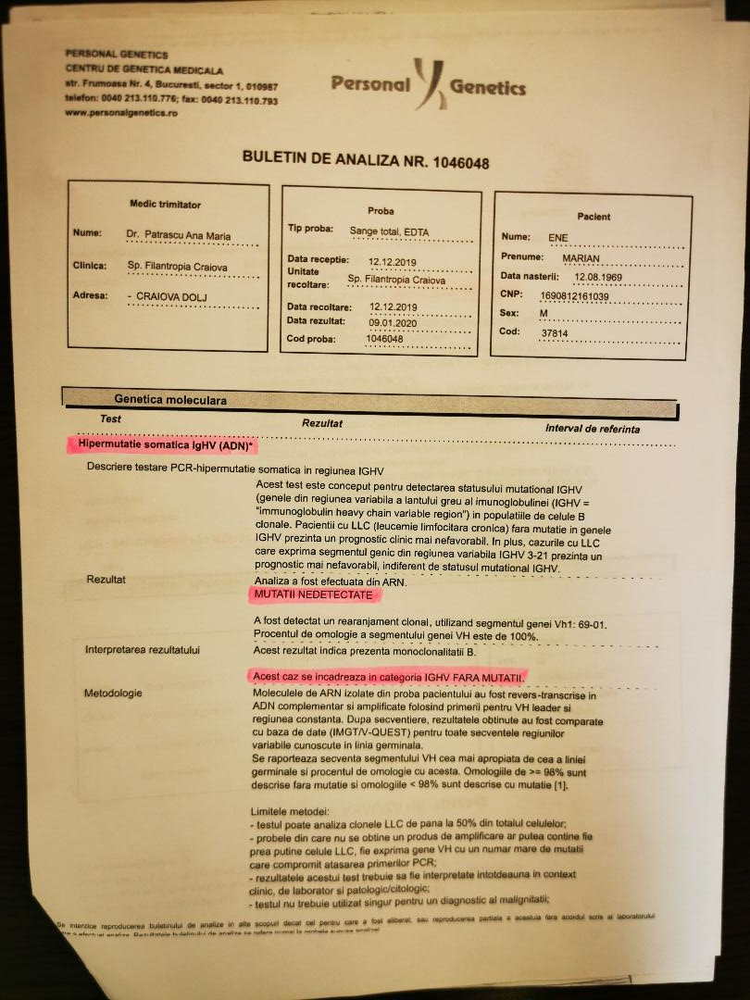 PERSONAL GENETICS
CENTRU DE GENETICA MEDICALA
str. Frumoasa Nr. 4, Bucuresti, sector 1, 010987
telefon: 0040 213.110.776; fax: 0040 213.110.793
www.personalgenetics.ro
Personal Genetics
BULETIN DE ANALIZA NR. 1046048
Medic trimitator
Nume: Dr. Patrascu Ana Maria
Clinica: Sp. Filantropia Craiova
Adresa: - CRAIOVA DOLJ
Proba
Tip proba: Sange total, EDTA
Data receptie: 12.12.2019
Unitate recoltare: Sp. Filantropia Craiova
Data recoltare: 12.12.2019
Data rezultat: 09.01.2020
Cod proba: 1046048
Pacient
Nume: ENE
Prenume: MARIAN
Data nasterii: 12.08.1969
CNP: 1690812161039
Sex: M
Cod: 37814
Genetica moleculara
Test Rezultat Interval de referinta
Hipermutatie somatica IgHV (ADN)*
Descriere testare PCR-hipermutatie somatica in regiunea IGHV
Acest test este conceput pentru detectarea statusului mutational IGHV
(genele din regiunea variabila a lantului greu al imunoglobulinei (IGHV =
"immunoglobulin heavy chain variable region") in populatiile de celule B
clonale. Pacientii cu LLC (leucemie limfocitara cronica) fara mutatie in genele
IGHV prezinta un prognostic clinic mai nefavorabil. In plus, cazurile cu LLC
care exprima segmentul genic din regiunea variabila IGHV 3-21 prezinta un
prognostic mai nefavorabil, indiferent de statusul mutational IGHV.
Rezultat Analiza a fost efectuata din ARN.
MUTATII NEDETECTATE
A fost detectat un rearanjament clonal, utilizand segmentul genei Vh1: 69-01.
Procentul de omologie a segmentului genei VH este de 100%.
Interpretarea rezultatului Acest rezultat indica prezenta monoclonalitatii B.
Acest caz se incadreaza in categoria IGHV FARA MUTATII.
Metodologie Moleculele de ARN izolate din proba pacientului au fost revers-transcrise in
ADN complementar si amplificate folosind primerii pentru VH leader si
regiunea constanta. Dupa secventiere, rezultatele obtinute au fost comparate
cu baza de date (IMGT/V-QUEST) pentru toate secventele regiunilor
variabile cunoscute in linia germinala.
Se raporteaza secventa segmentului VH cea mai apropiata de cea a liniei
germinale si procentul de omologie cu acesta. Omologiile de >= 98% sunt
descrise fara mutatie si omologiile < 98% sunt descrise cu mutatie [1].
Limitele metodei:
- testul poate analiza clonele LLC de pana la 50% din totalul celulelor;
- probele din care nu se obtine un produs de amplificare ar putea contine fie
prea putine celule LLC, fie exprima gene VH cu un numar mare de mutatii
care compromit atasarea primerilor PCR;
- rezultatele acestui test trebuie sa fie interpretate intotdeauna in context
clinic, de laborator si patologic/citologic;
- testul nu trebuie utilizat singur pentru un diagnostic al malignitatii;
Se interzice reproducerea buletinului de analize in alte scopuri decat cel pentru care a fost eliberat, sau reproducerea partiala a acestuia fara acordul scris al laboratorului
a efectuat analize. Rezultatele buletinului de analize se refera numai la probele supuse analizei